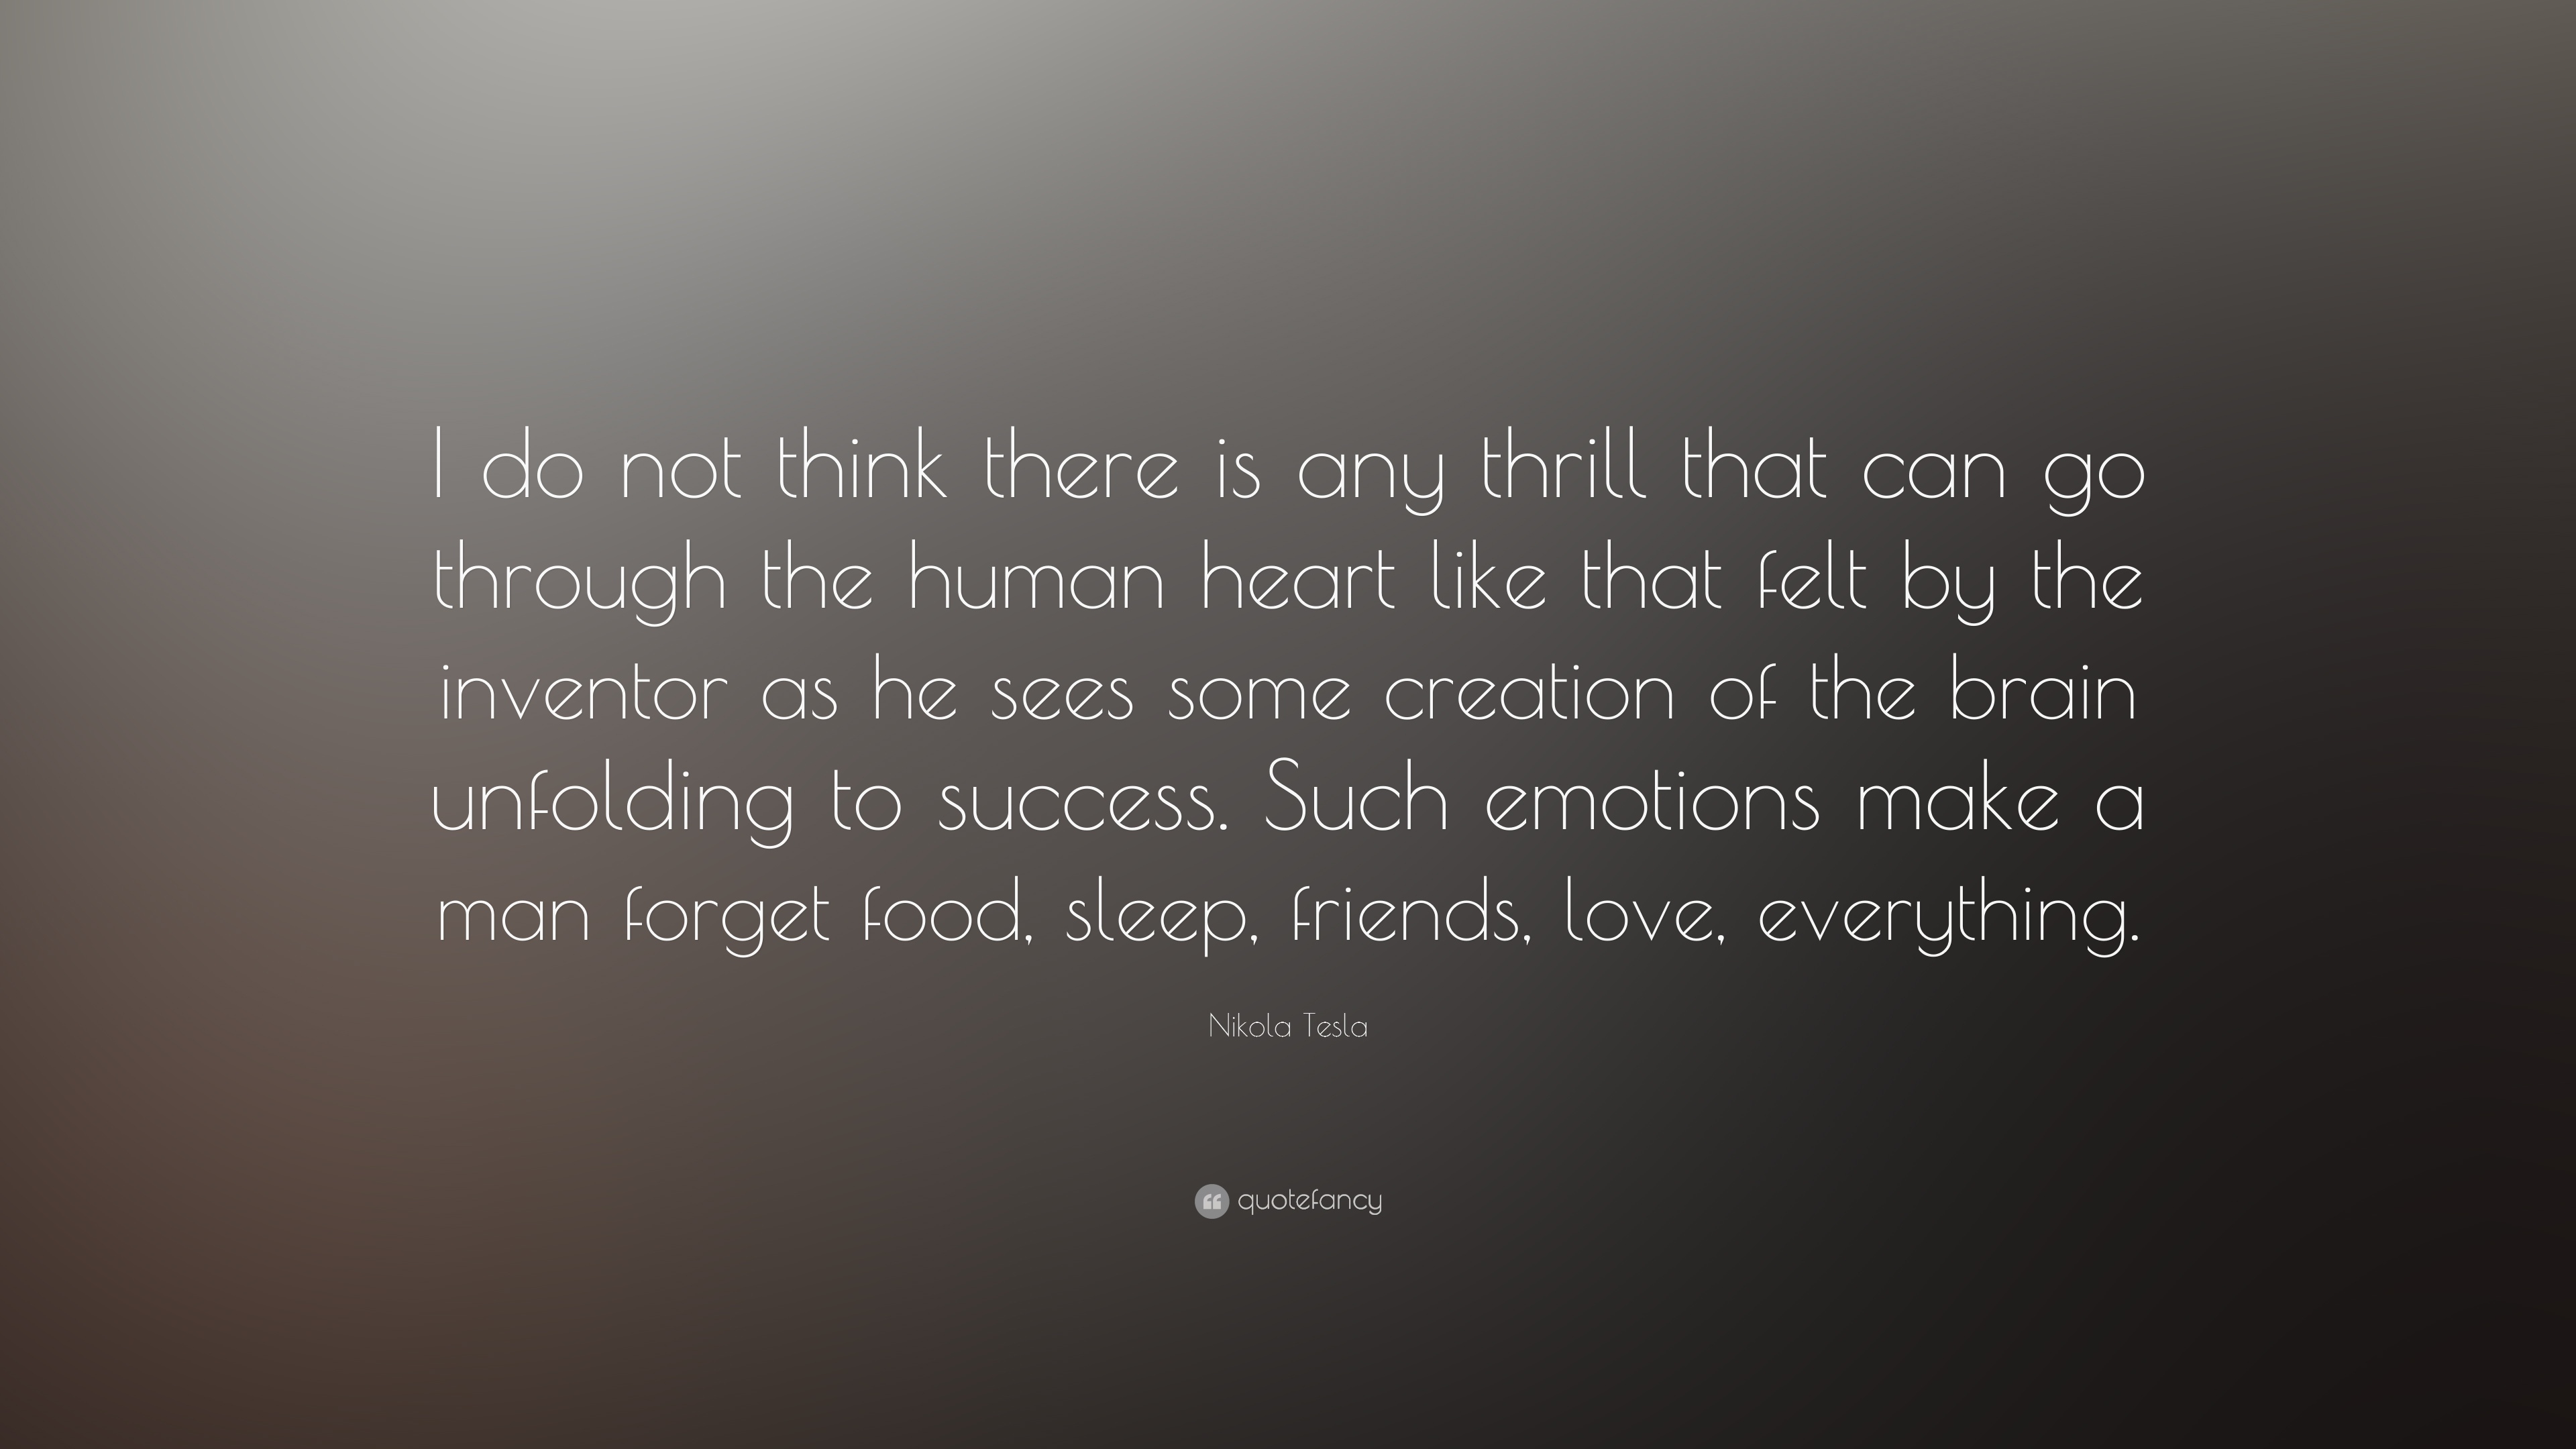 I do not think there is any thrill that can go
through the human heart like that felt by the
inventor as he sees some creation of the brain
unfolding to success. Such emotions make a
man forget food, sleep, friends, love, everything.
Nikola Tesla
quotefancy